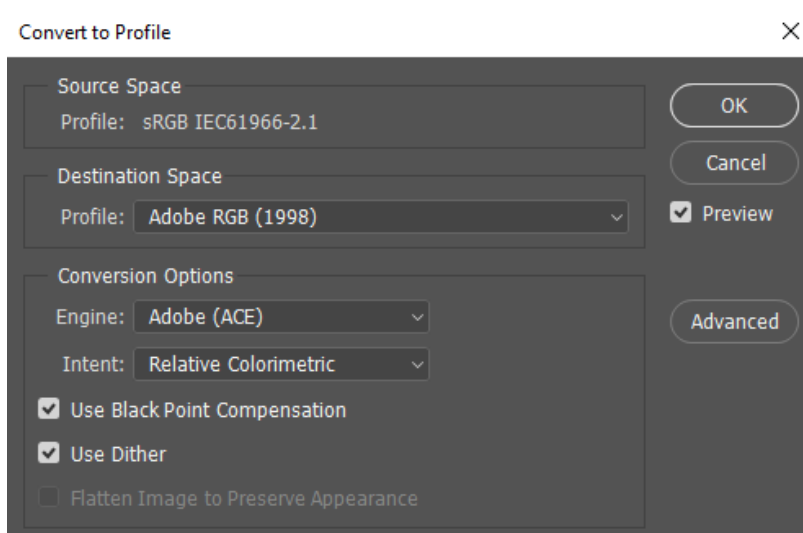 Convert to Profile
Source Space
Profile: sRGB IEC61966-2.1
OK
Cancel
Destination Space
Profile: Adobe RGB (1998)
Preview
Conversion Options
Engine: Adobe (ACE)
Advanced
Intent: Relative Colorimetric
Use Black Point Compensation
Use Dither
Flatten Image to Preserve Appearance